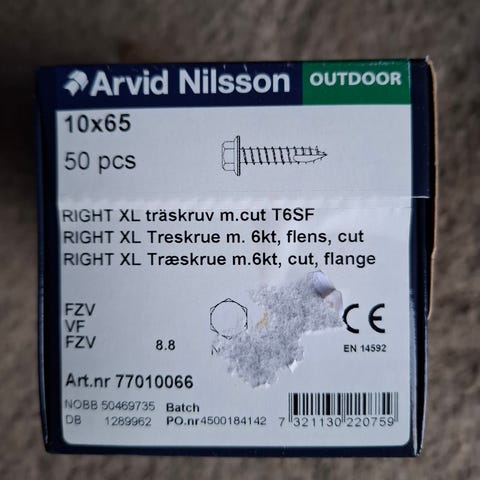 Arvid Nilsson OUTDOOR
10x65
50 pcs
RIGHT XL träskruv m.cut T6SF
RIGHT XL Treskrue m. 6kt, flens, cut
RIGHT XL Træskrue m.6kt, cut, flange
FZV
VF
FZV 8.8
CE
EN 14592
Art.nr 77010066
NOBB 50469735 Batch
DB 1289962 PO.nr4500184142
7 321130 220759